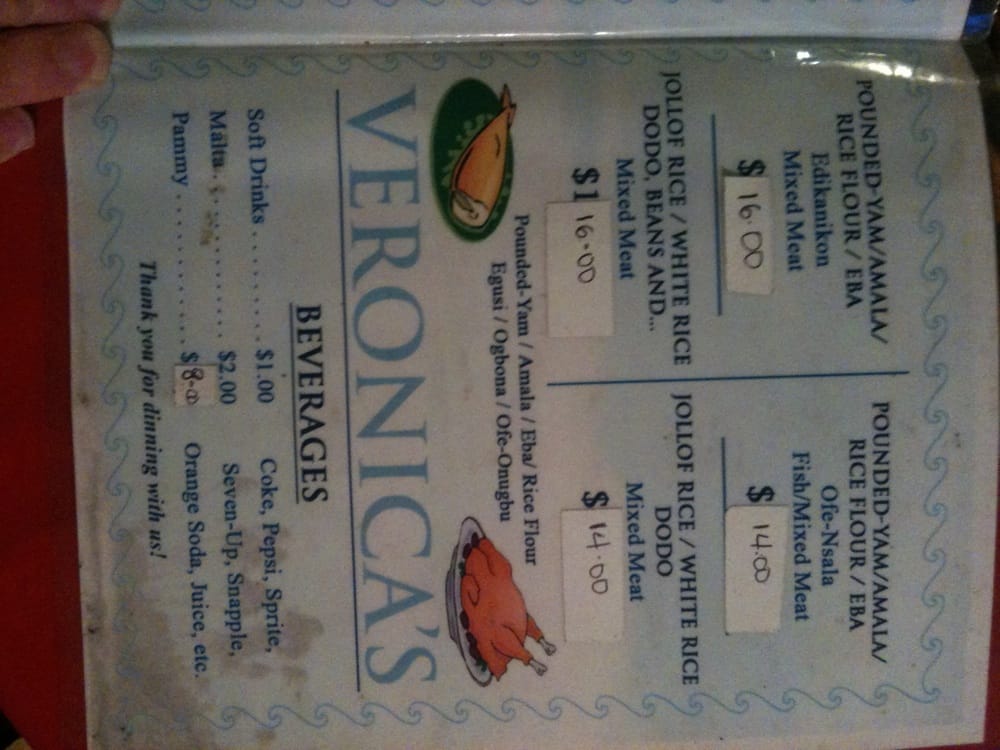 POUNDED-YAM/AMALA/
RICE FLOUR / EBA
Edikanikon
Mixed Meat
$ 16.00
POUNDED-YAM/AMALA/
RICE FLOUR / EBA
Ofe-Nsala
Fish/Mixed Meat
$ 14.00
JOLLOF RICE / WHITE RICE
DODO, BEANS AND...
Mixed Meat
$1 16.00
JOLLOF RICE / WHITE RICE
DODO
Mixed Meat
$ 14.00
Pounded-Yam / Amala / Eba/ Rice Flour
Egusi / Ogbona / Ofe-Onugbu
VERONICA'S
BEVERAGES
Soft Drinks . . . . . . . . . $1.00 Coke, Pepsi, Sprite,
Malta. . . . . . . . . . . . $2.00 Seven-Up, Snapple,
Pammy . . . . . . . . . . . . $ 8.00 Orange Soda, Juice, etc.
Thank you for dinning with us!